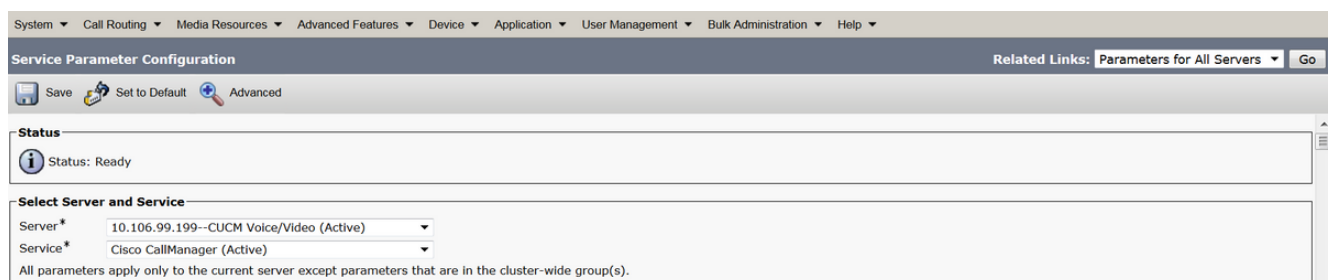 System Call Routing Media Resources Advanced Features Device Application User Management Bulk Administration Help
Service Parameter Configuration Related Links: Parameters for All Servers Go
Save Set to Default Advanced
Status
Status: Ready
Select Server and Service
Server* 10.106.99.199--CUCM Voice/Video (Active)
Service* Cisco CallManager (Active)
All parameters apply only to the current server except parameters that are in the cluster-wide group(s).